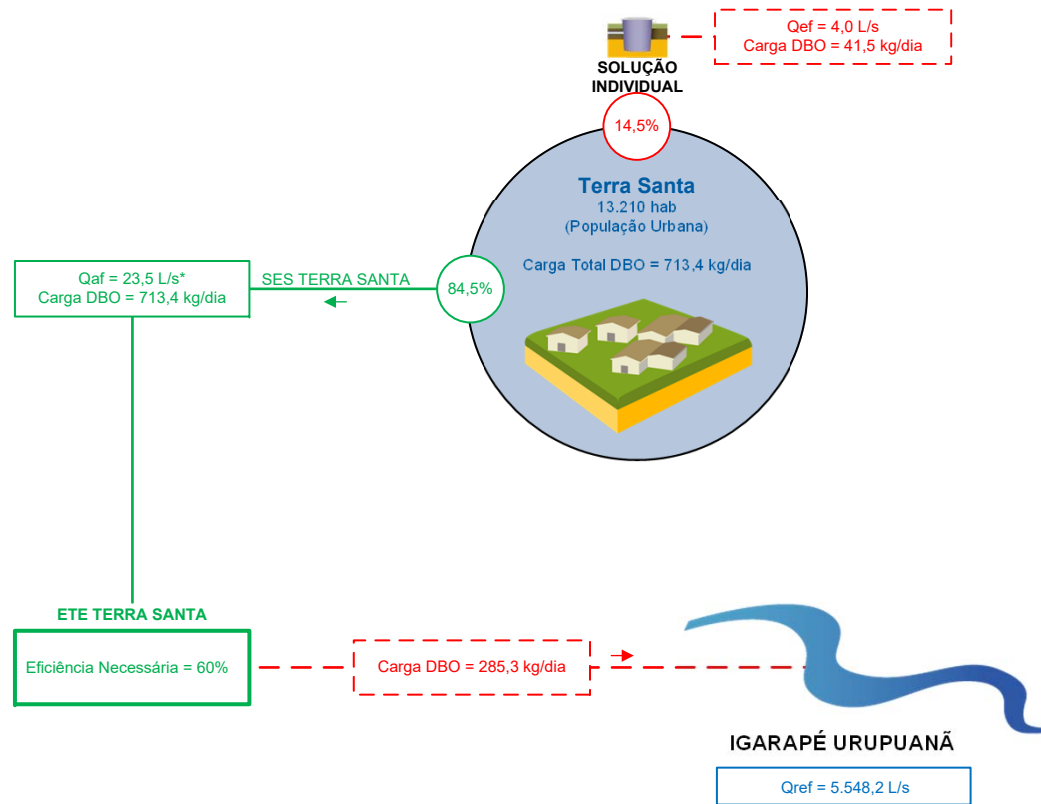 Qef = 4,0 L/s
Carga DBO = 41,5 kg/dia
SOLUÇÃO
INDIVIDUAL
14,5%
Terra Santa
13.210 hab
(População Urbana)
Carga Total DBO = 713,4 kg/dia
Qaf = 23,5 L/s*
Carga DBO = 713,4 kg/dia
SES TERRA SANTA
84,5%
ETE TERRA SANTA
Eficiência Necessária = 60%
Carga DBO = 285,3 kg/dia
IGARAPÉ URUPUANÃ
Qref = 5.548,2 L/s